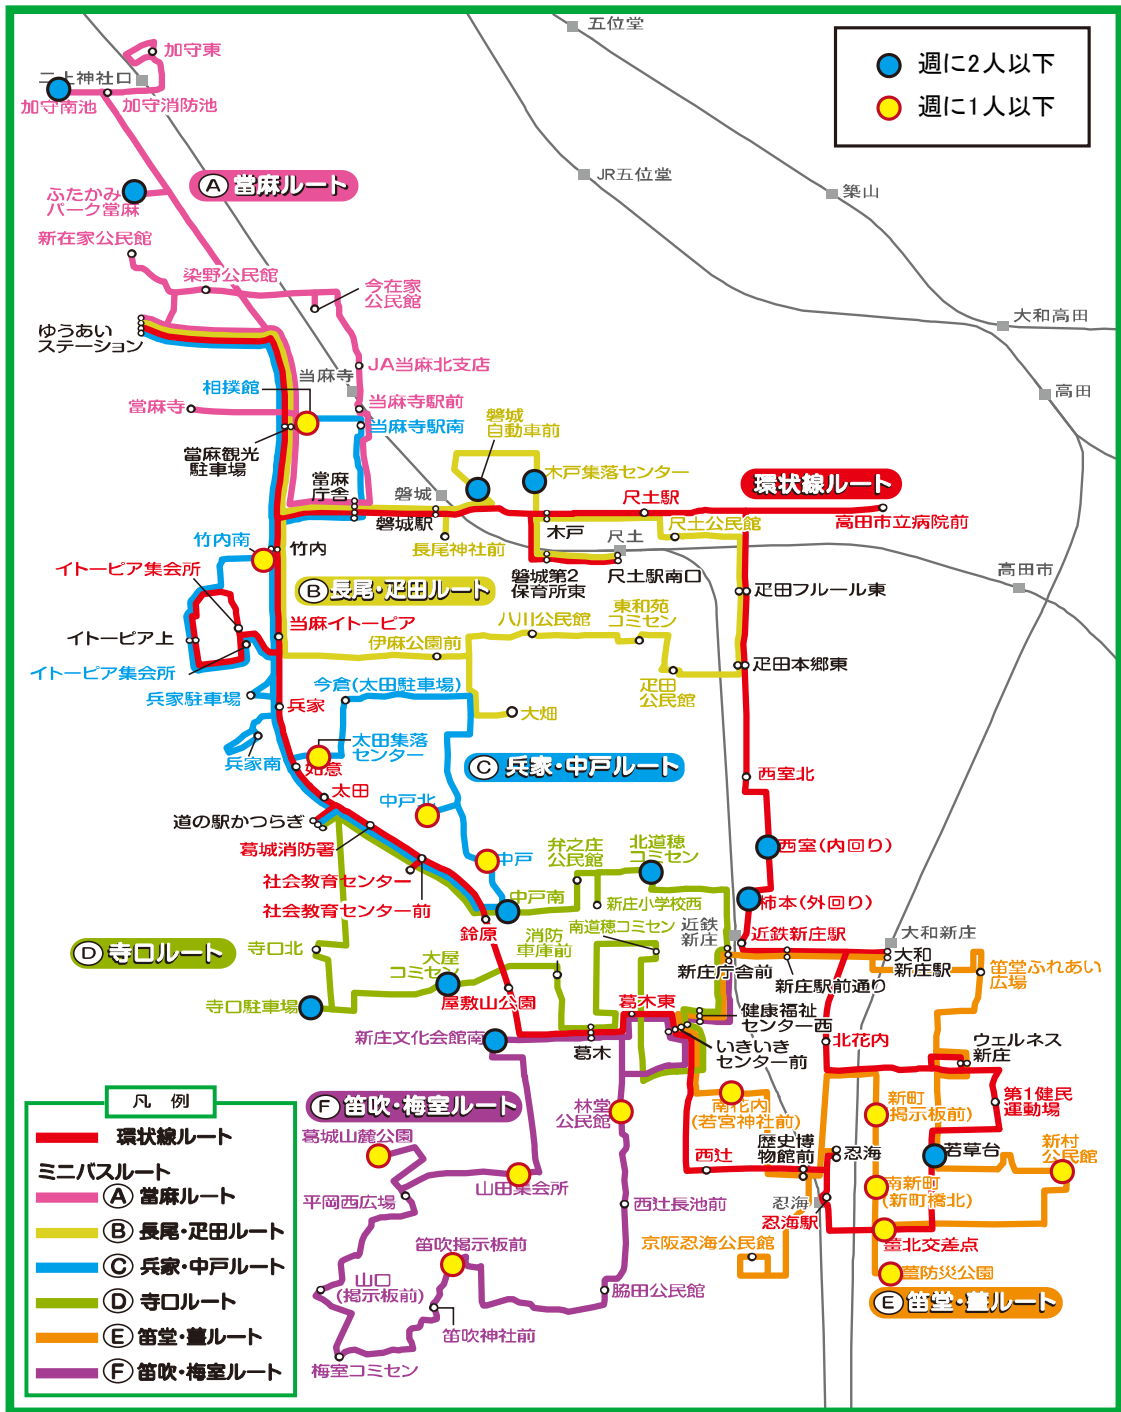 加守東
五位堂
週に2人以下
週に1人以下
二上神社口
加守南池
加守消防池
JR五位堂
A 當麻ルート
築山
ふたかみ
パーク當麻
新在家公民館
染野公民館
今在家
公民館
大和高田
ゆうあい
ステーション
JA当麻北支店
当麻寺
相撲館
高田
當麻寺
当麻寺駅前
当麻寺駅南
磐城
自動車前
當麻観光
駐車場
當麻
庁舎
木戸集落センター
環状線ルート
磐城
尺土駅
磐城駅
尺土公民館
高田市立病院前
木戸
竹内南
竹内
長尾神社前
尺土
イトーピア集会所
磐城第2
保育所東
尺土駅南口
高田市
B 長尾・疋田ルート
疋田フルール東
当麻イトーピア
八川公民館
東和苑
コミセン
イトーピア上
伊麻公園前
イトーピア集会所
疋田本郷東
疋田
公民館
今倉(太田駐車場)
兵家駐車場
兵家
大畑
太田集落
センター
兵家南
如意
C 兵家・中戸ルート
西室北
太田
中戸北
道の駅かつらぎ
葛城消防署
弁之庄
公民館
北道穂
コミセン
西室(内回り)
中戸
社会教育センター
中戸南
新庄小学校西
柿本(外回り)
社会教育センター前
鈴原
消防
車庫前
南道穂コミセン
近鉄
新庄
近鉄新庄駅
大和新庄
D 寺口ルート
寺口北
大屋
コミセン
大和
新庄駅
新庄庁舎前
新庄駅前通り
笛堂ふれあい
広場
寺口駐車場
屋敷山公園
葛木東
健康福祉
センター西
新庄文化会館南
葛木
いきいき
センター前
北花内
ウェルネス
新庄
凡 例
環状線ルート
ミニバスルート
A 當麻ルート
B 長尾・疋田ルート
C 兵家・中戸ルート
D 寺口ルート
E 笛堂・薑ルート
F 笛吹・梅室ルート
F 笛吹・梅室ルート
葛城山麓公園
林堂
公民館
南花内
(若宮神社前)
新町
(掲示板前)
第1健民
運動場
歴史博
物館前
忍海
若草台
新村
公民館
西辻
山田集会所
平岡西広場
西辻長池前
忍海
忍海駅
南新町
(新町橋北)
笛吹掲示板前
京阪忍海公民館
薑北交差点
山口
(掲示板前)
脇田公民館
薑防災公園
笛吹神社前
E 笛堂・薑ルート
梅室コミセン